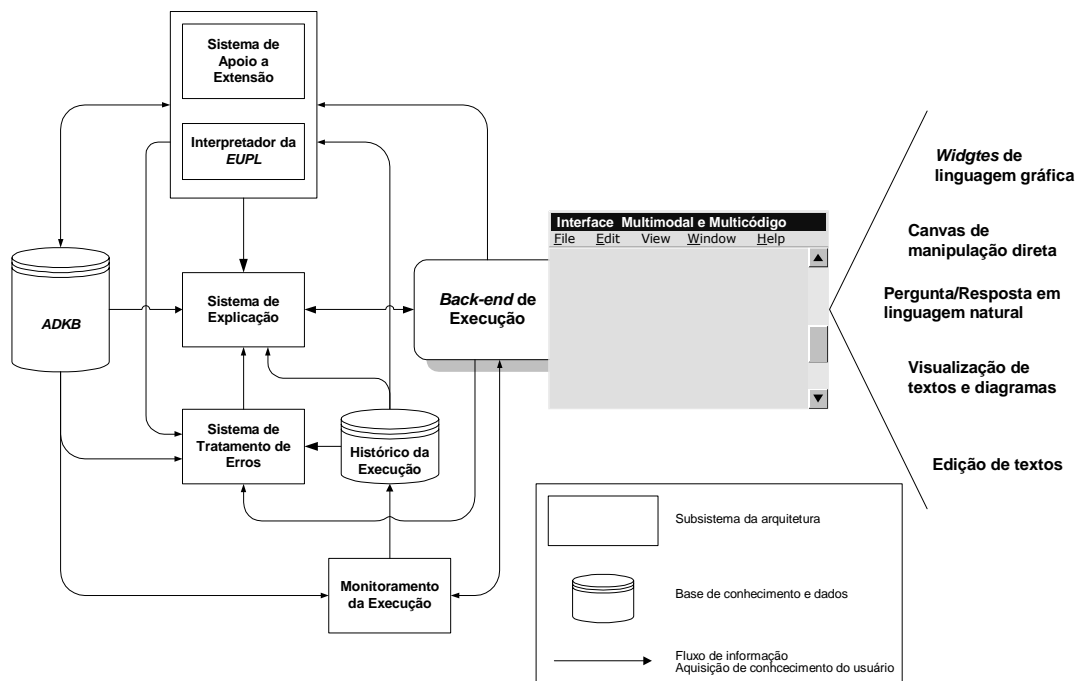 Sistema de
Apoio a
Extensão
Interpretador da
EUPL
Widgtes de
linguagem gráfica
Interface Multimodal e Multicódigo
File Edit View Window Help
Canvas de
manipulação direta
ADKB
Sistema de
Explicação
Back-end de
Execução
Pergunta/Resposta em
linguagem natural
Visualização de
textos e diagramas
Sistema de
Tratamento de
Erros
Histórico da
Execução
Edição de textos
Subsistema da arquitetura
Monitoramento
da Execução
Base de conhecimento e dados
Fluxo de informação
Aquisição de conhcecimento do usuário